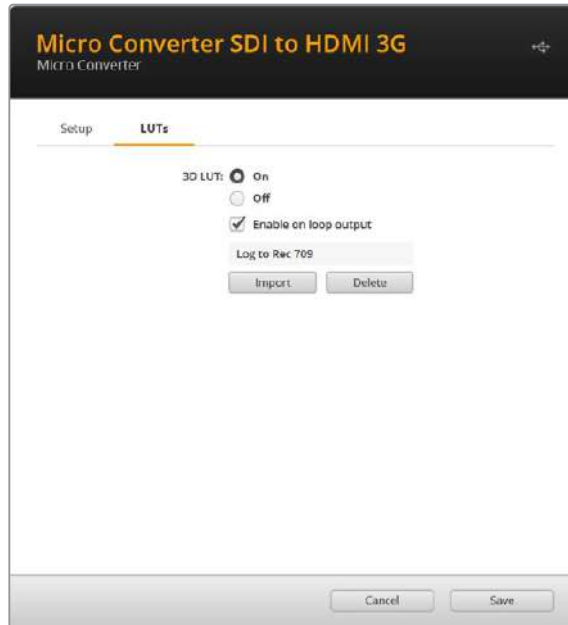 Micro Converter SDI to HDMI 3G
Micro Converter
Setup LUTs
3D LUT: On
Off
Enable on loop output
Log to Rec 709
Import Delete
Cancel Save